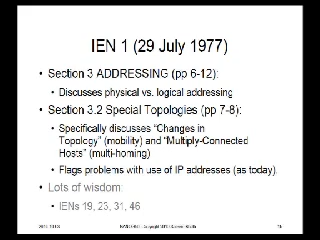 IEN 1 (29 July 1977)
• Section 3 ADDRESSING (pp 6-12):
• Discusses physical vs. logical addressing
• Section 3.2 Special Topologies (pp 7-8):
• Specifically discusses "Changes in
Topology" (mobility) and "Multiply-Connected
Hosts" (multi-homing)
• Flags problems with use of IP addresses (as today).
• Lots of wisdom:
• IENs 19, 23, 31, 46